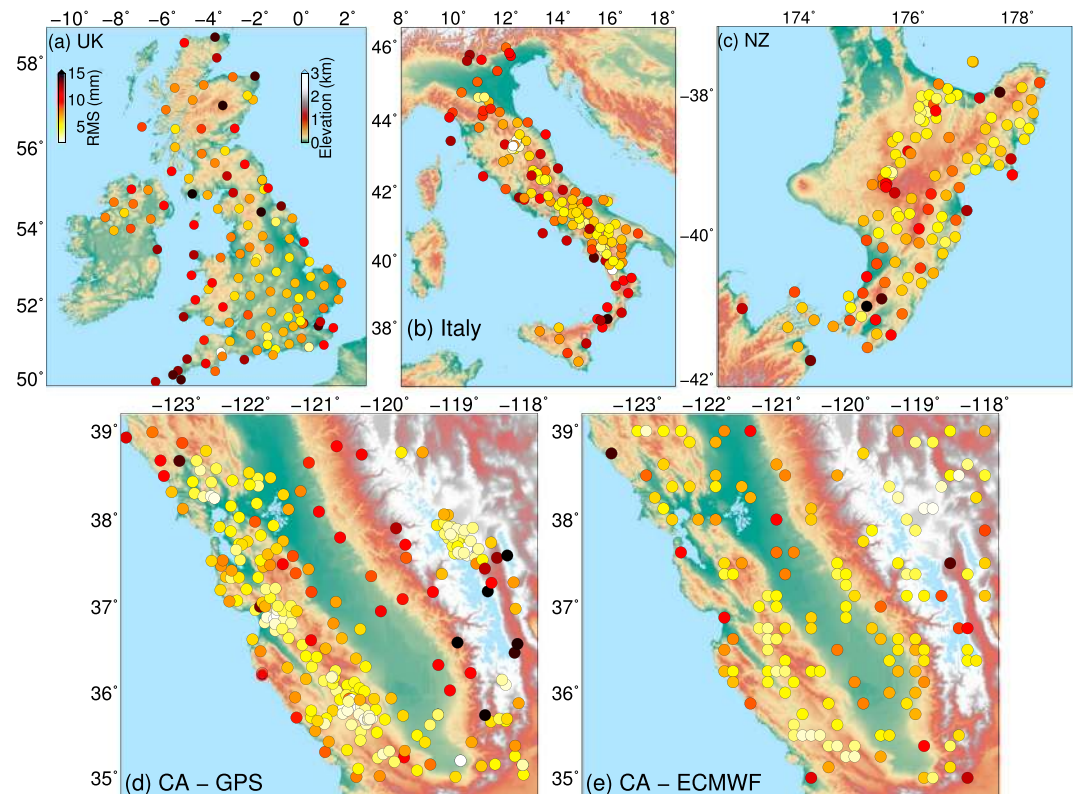 −10° −8° −6° −4° −2° 0° 2°
8° 10° 12° 14° 16° 18°
174° 176° 178°
(a) UK
58°
56°
54°
52°
50°
15
10
5
RMS (mm)
3
2
1
0
Elevation (km)
46°
44°
42°
40°
38°
(b) Italy
(c) NZ
−38°
−40°
−42°
−123 −122 −121 −120 −119 −118
39°
38°
37°
36°
35°
(d) CA − GPS
−123 −122 −121 −120 −119 −118
39°
38°
37°
36°
35°
(e) CA − ECMWF